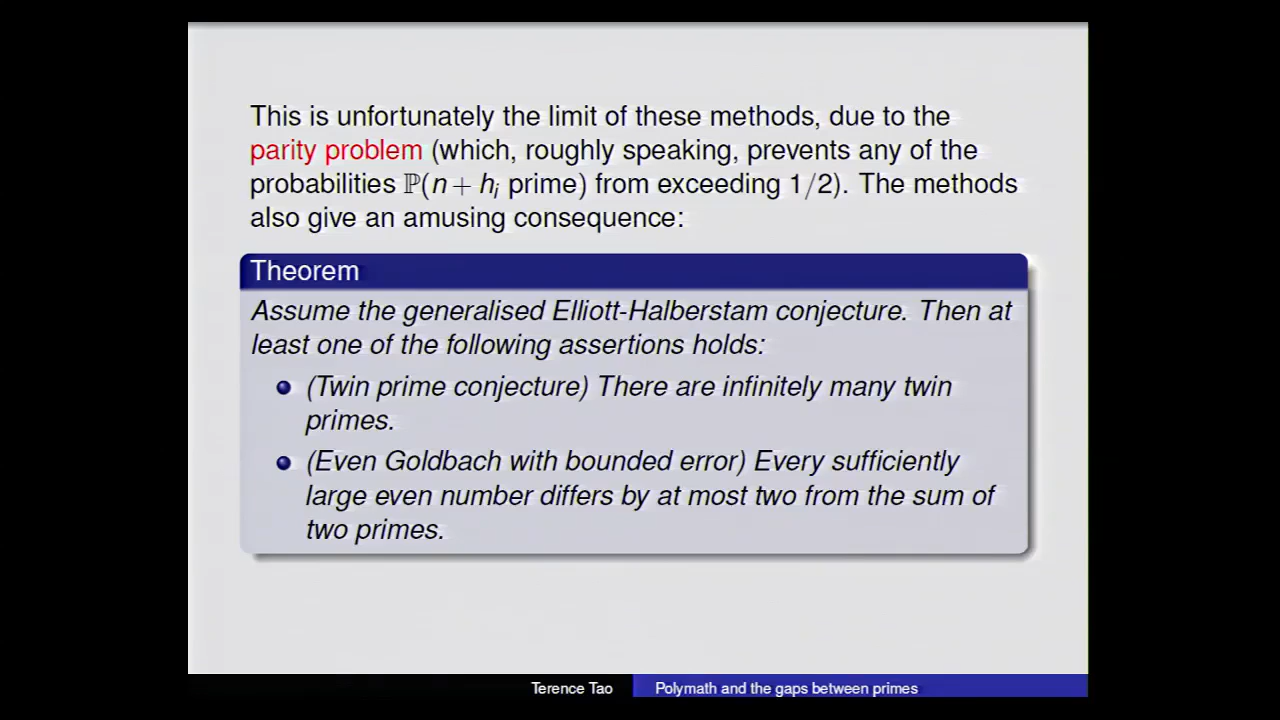 This is unfortunately the limit of these methods, due to the
parity problem (which, roughly speaking, prevents any of the
probabilities ℙ(n + hᵢ prime) from exceeding 1/2). The methods
also give an amusing consequence:
Theorem
Assume the generalised Elliott-Halberstam conjecture. Then at
least one of the following assertions holds:
(Twin prime conjecture) There are infinitely many twin
primes.
(Even Goldbach with bounded error) Every sufficiently
large even number differs by at most two from the sum of
two primes.
Terence Tao Polymath and the gaps between primes